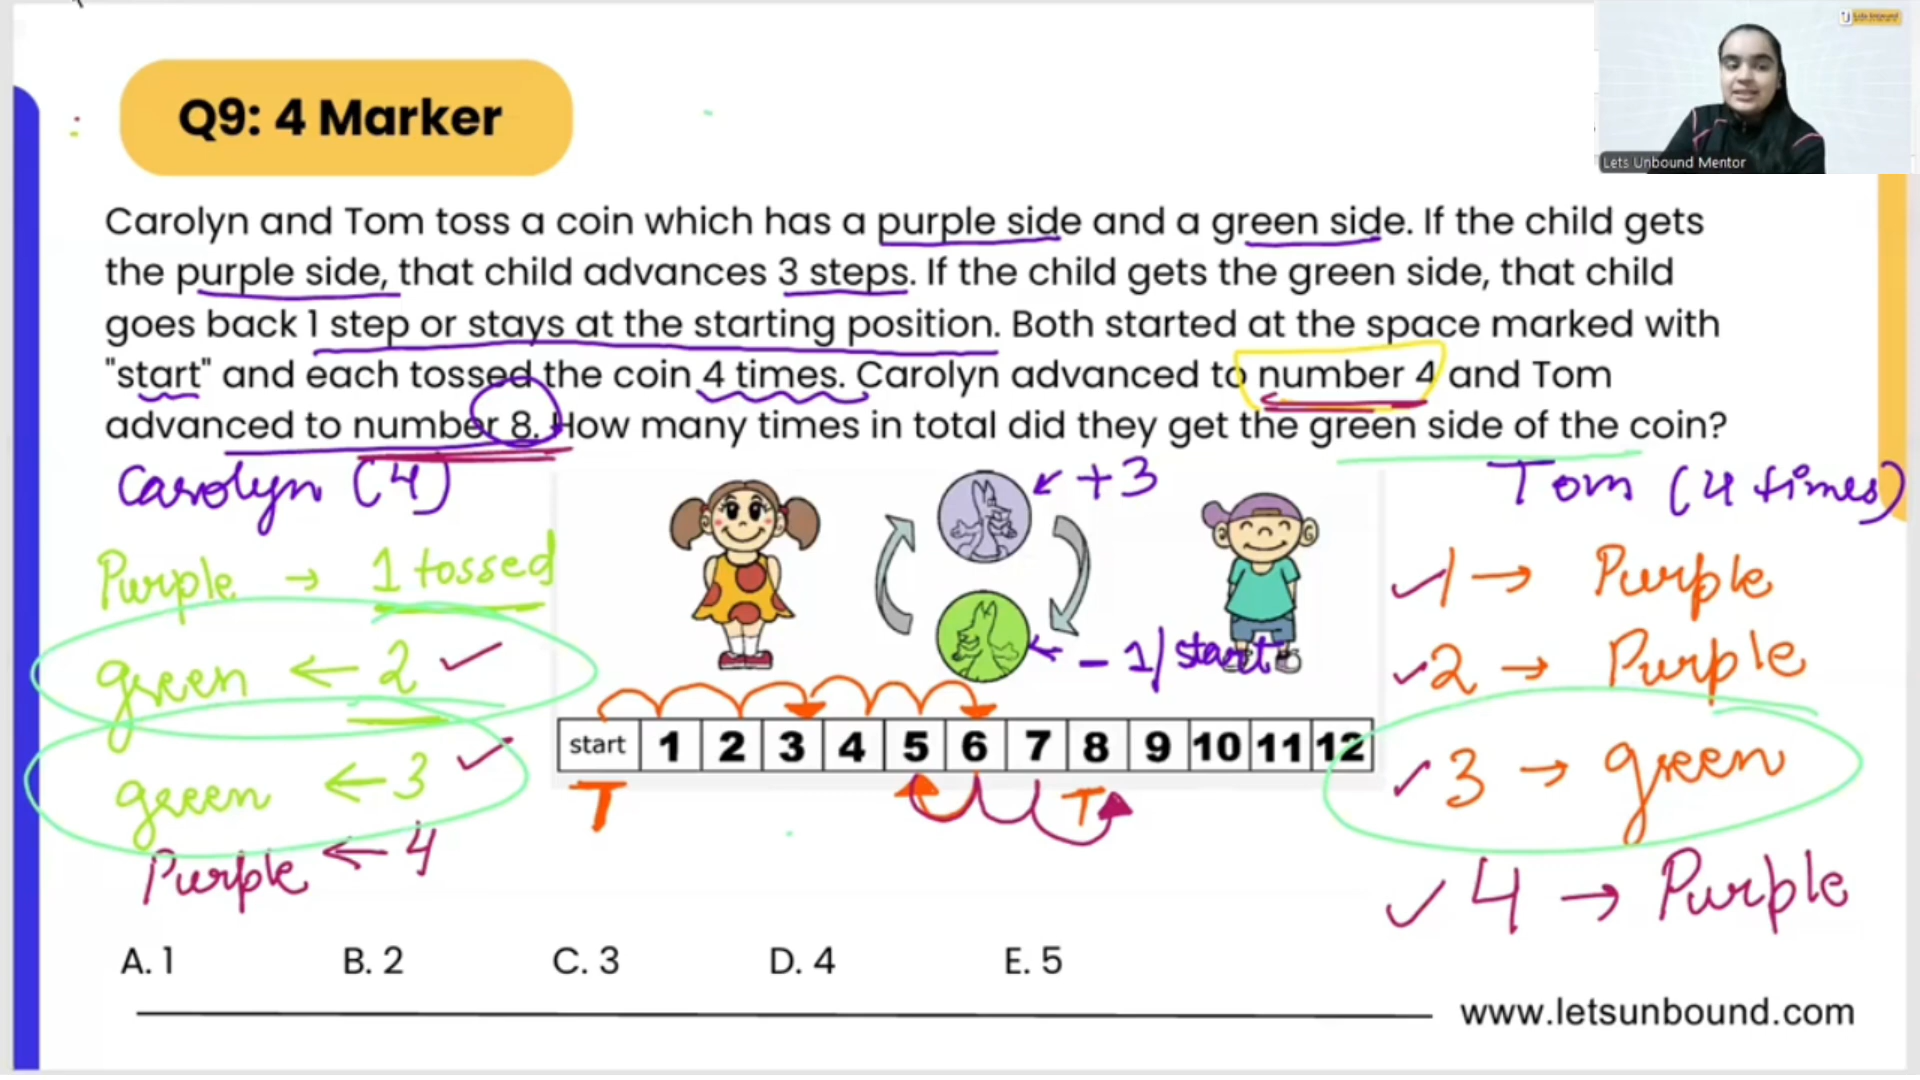 Q9: 4 Marker
Lets Unbound Mentor
Carolyn and Tom toss a coin which has a purple side and a green side. If the child gets
the purple side, that child advances 3 steps. If the child gets the green side, that child
goes back 1 step or stays at the starting position. Both started at the space marked with
"start" and each tossed the coin 4 times. Carolyn advanced to number 4 and Tom
advanced to number 8. How many times in total did they get the green side of the coin?
Carolyn (4)
+3
Tom (4 times)
Purple → 1 tossed
1 → Purple
green ← 2
- 1/start
2 → Purple
start 1 2 3 4 5 6 7 8 9 10 11 12
green ← 3
T
T
3 → green
Purple ← 4
4 → Purple
A. 1 B. 2 C. 3 D. 4 E. 5
www.letsunbound.com